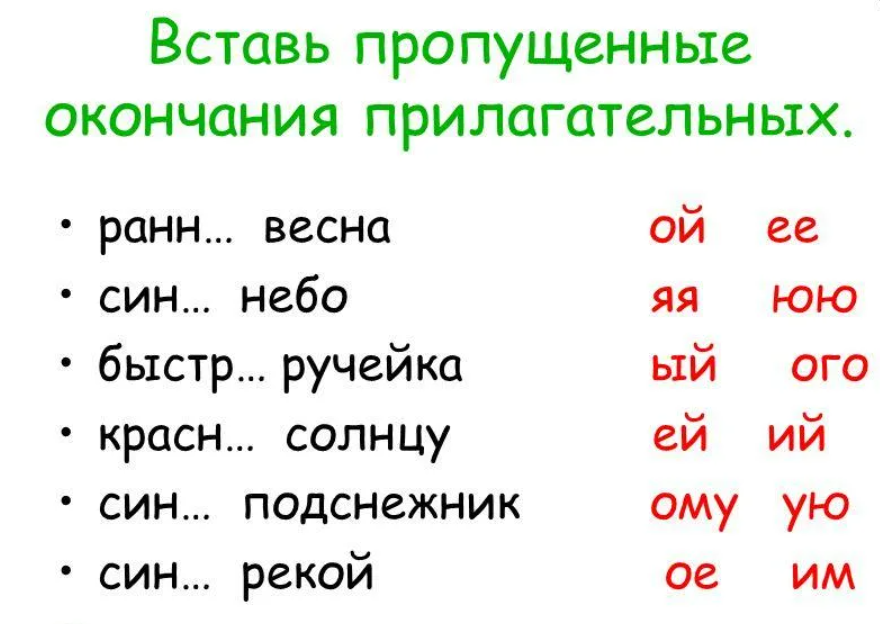 Вставь пропущенные
окончания прилагательных.
• ранн... весна ой ее
• син... небо яя юю
• быстр... ручейка ый ого
• красн... солнцу ей ий
• син... подснежник ому ую
• син... рекой ое им